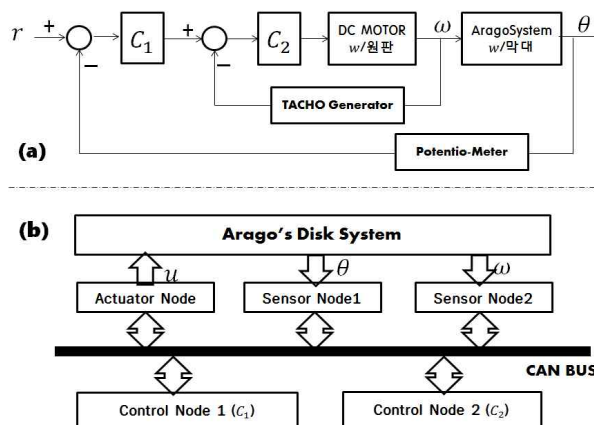 r + − C₁ + − C₂ DC MOTOR w/원판 ω AragoSystem w/막대 θ
TACHO Generator
Potentio-Meter
(a)
(b)
Arago's Disk System
u θ ω
Actuator Node Sensor Node1 Sensor Node2
CAN BUS
Control Node 1 (C₁) Control Node 2 (C₂)